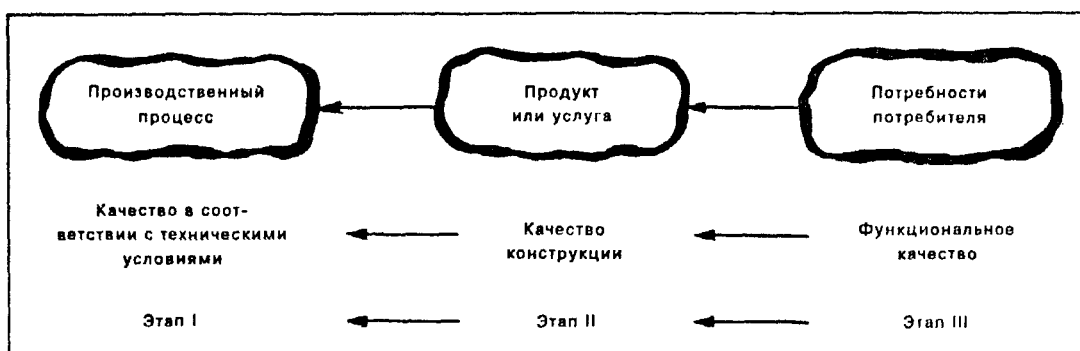 Производственный
процесс
Продукт
или услуга
Потребности
потребителя
Качество в соот-
ветствии с техническими
условиями
Качество
конструкции
Функциональное
качество
Этап I
Этап II
Этап III